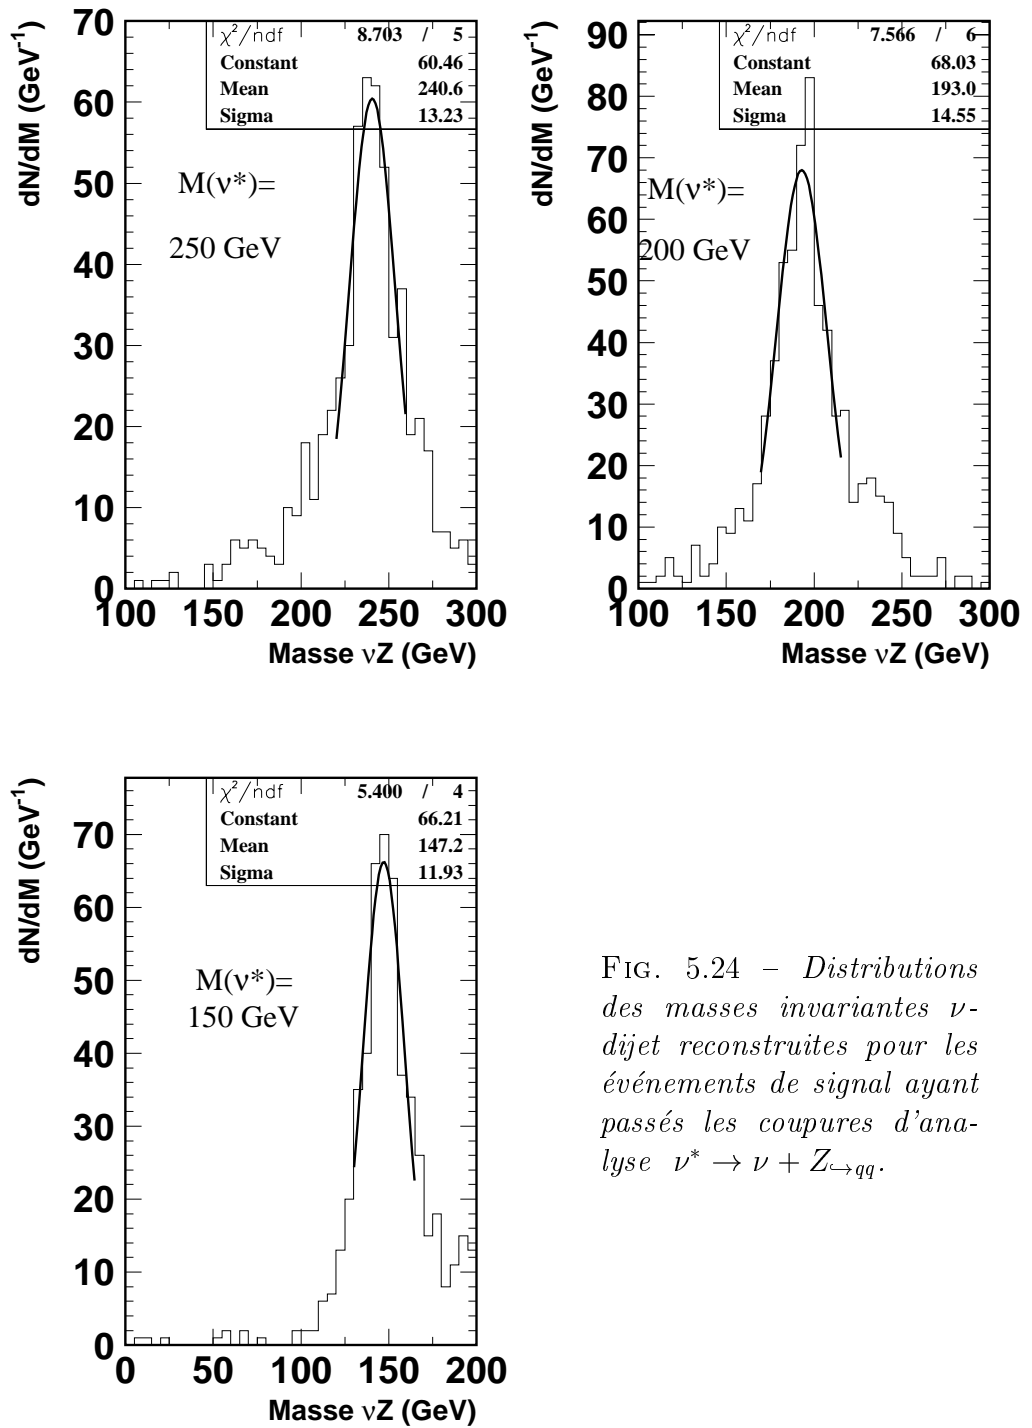 dN/dM (GeV-1)
χ2/ndf 8.703 / 5
Constant 60.46
Mean 240.6
Sigma 13.23
M(ν*)=
250 GeV
70
60
50
40
30
20
10
0
100 150 200 250 300
Masse νZ (GeV)
dN/dM (GeV-1)
χ2/ndf 7.566 / 6
Constant 68.03
Mean 193.0
Sigma 14.55
M(ν*)=
200 GeV
90
80
70
60
50
40
30
20
10
0
100 150 200 250 300
Masse νZ (GeV)
dN/dM (GeV-1)
χ2/ndf 5.400 / 4
Constant 66.21
Mean 147.2
Sigma 11.93
M(ν*)=
150 GeV
70
60
50
40
30
20
10
0
0 50 100 150 200
Masse νZ (GeV)
FIG. 5.24 – Distributions
des masses invariantes ν-
dijet reconstruites pour les
événements de signal ayant
passés les coupures d'ana-
lyse ν* → ν + Z↪qq.